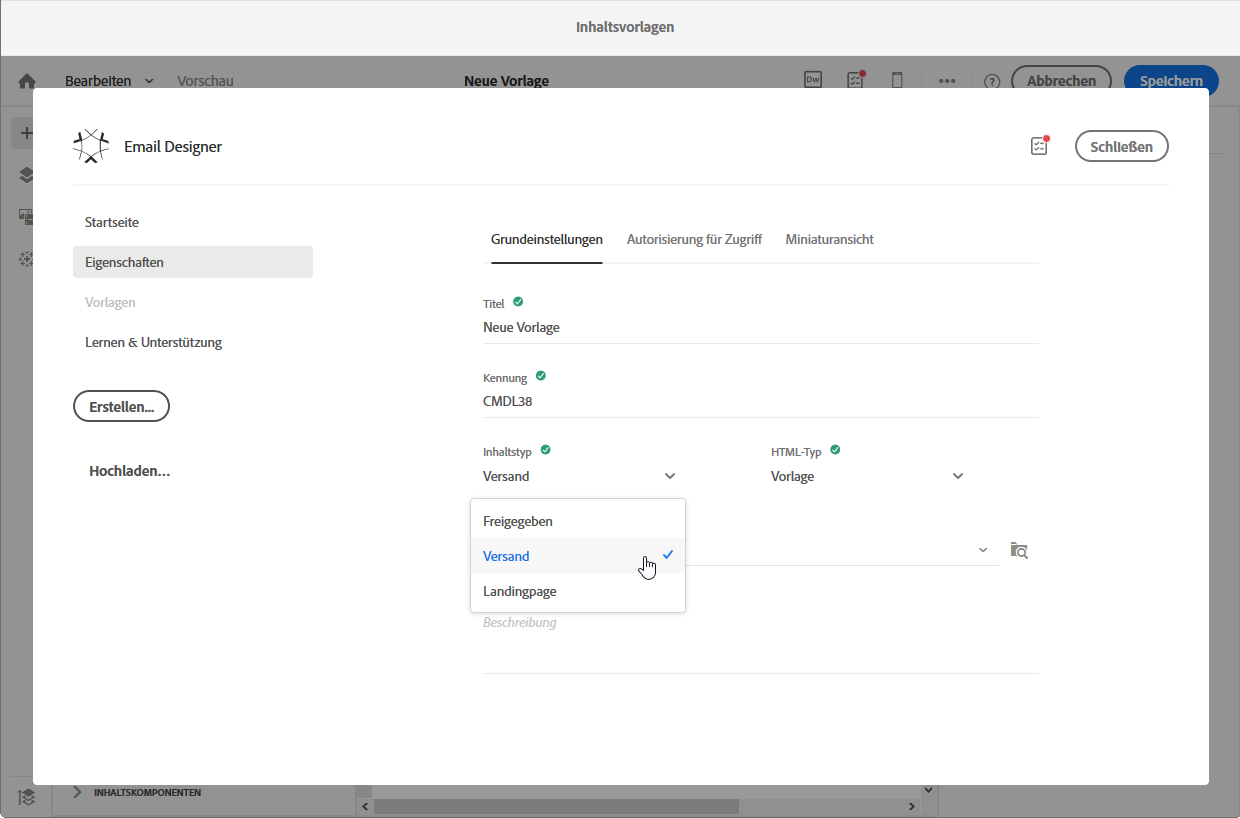 Inhaltsvorlagen
Bearbeiten Vorschau Neue Vorlage Dw ? Abbrechen Speichern
Email Designer Schließen
Startseite
Eigenschaften
Vorlagen
Lernen & Unterstützung
Erstellen...
Hochladen...
Grundeinstellungen Autorisierung für Zugriff Miniaturansicht
Titel
Neue Vorlage
Kennung
CMDL38
Inhaltstyp HTML-Typ
Versand Vorlage
Freigegeben
Versand
Landingpage
Beschreibung
INHALTSKOMPONENTEN